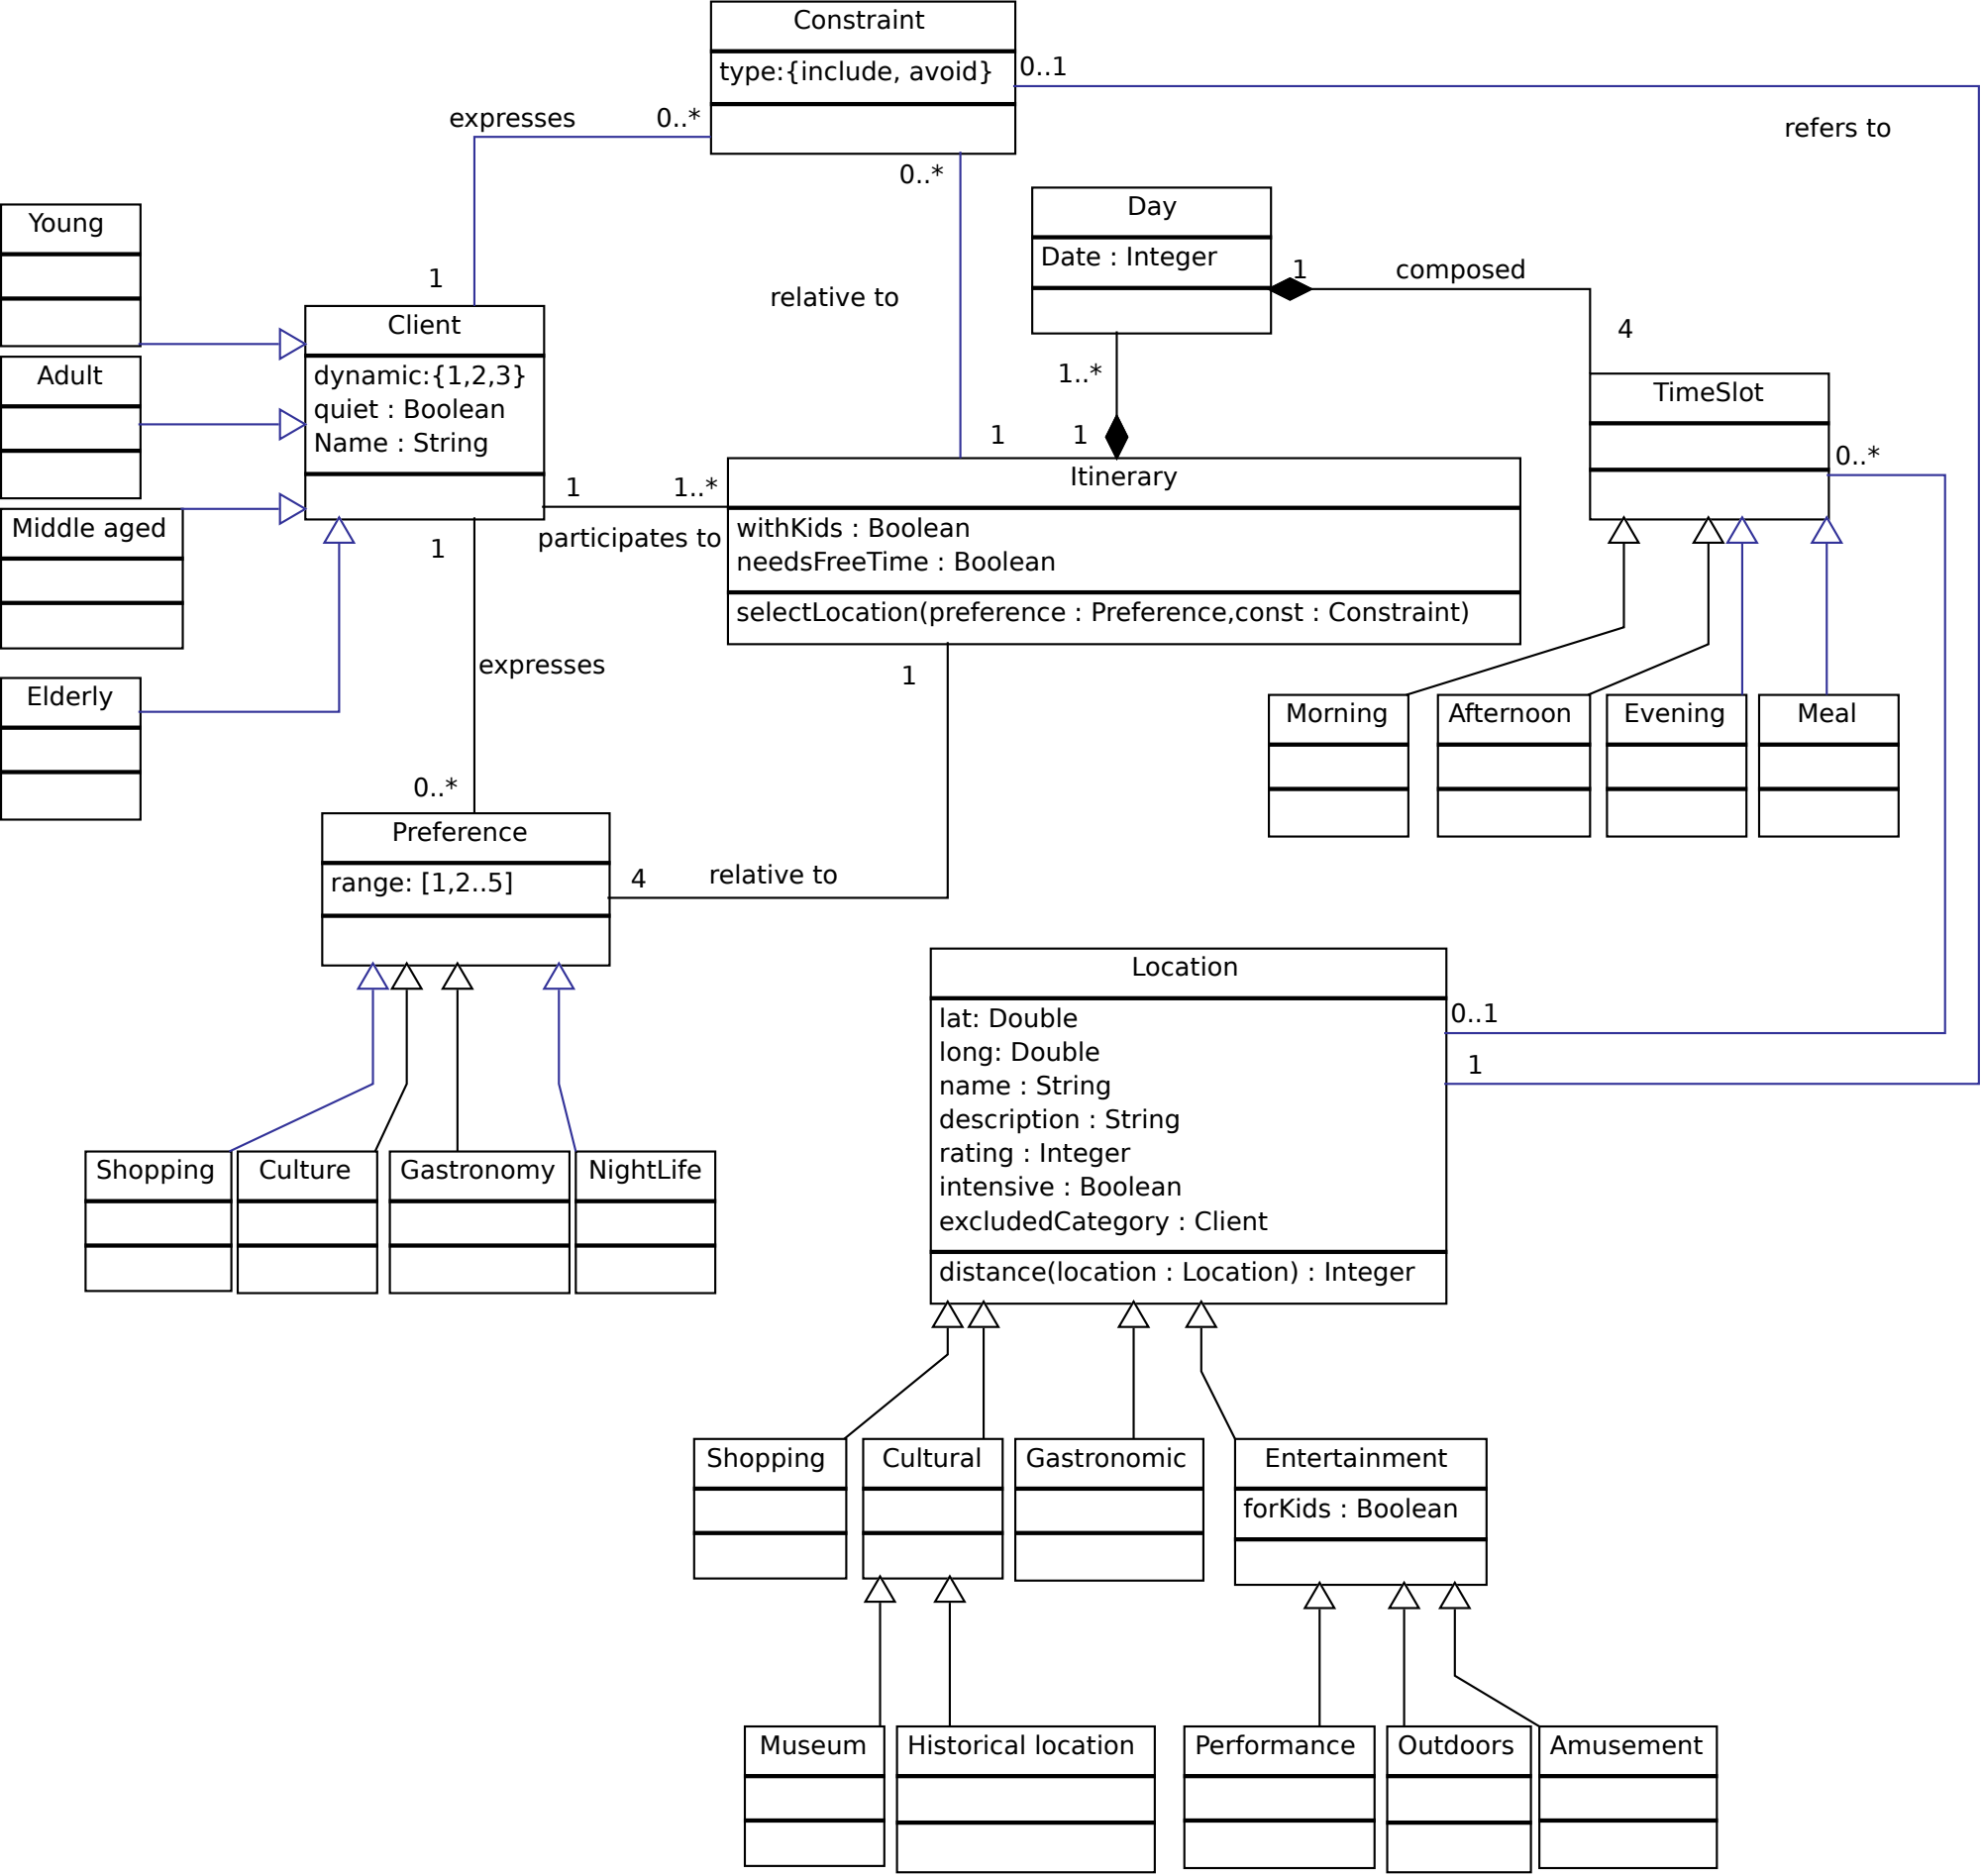 Constraint
type:{include, avoid}
0..1
refers to
expresses
0..*
0..*
Day
Date : Integer
1
composed
4
relative to
Young
1
Client
dynamic:{1,2,3}
quiet : Boolean
Name : String
Adult
Middle aged
Elderly
1..*
1
1
TimeSlot
0..*
1
1..*
participates to
Itinerary
withKids : Boolean
needsFreeTime : Boolean
selectLocation(preference : Preference,const : Constraint)
1
expresses
1
Morning
Afternoon
Evening
Meal
0..*
Preference
range: [1,2..5]
4
relative to
Location
lat: Double
long: Double
name : String
description : String
rating : Integer
intensive : Boolean
excludedCategory : Client
distance(location : Location) : Integer
0..1
1
Shopping
Culture
Gastronomy
NightLife
Shopping
Cultural
Gastronomic
Entertainment
forKids : Boolean
Museum
Historical location
Performance
Outdoors
Amusement